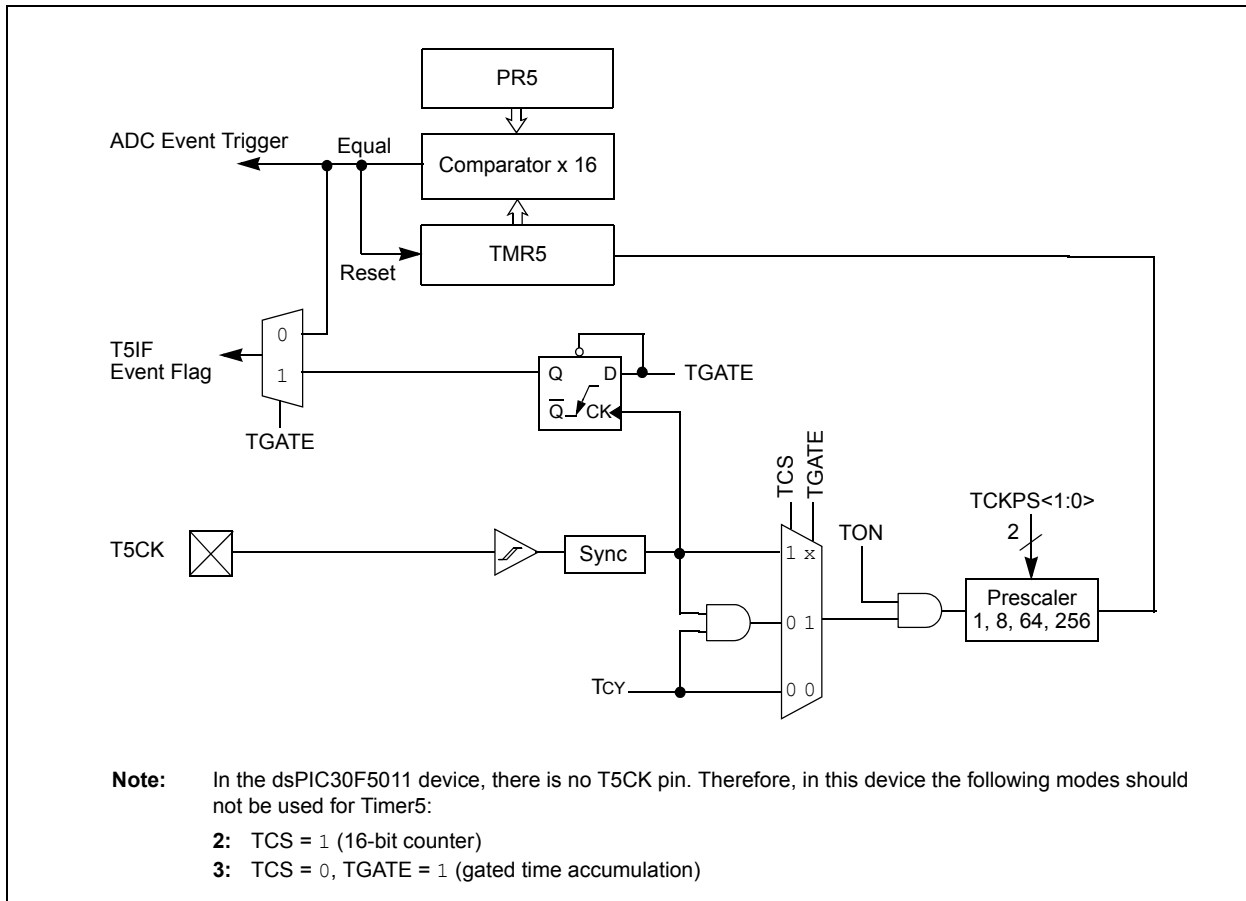 PR5
ADC Event Trigger
Equal
Comparator x 16
TMR5
Reset
0
T5IF
Event Flag
1
Q D
TGATE
Q̅ CK
TGATE
TCS
TGATE
TCKPS<1:0>
2
TON
T5CK
Sync
1 x
Prescaler
1, 8, 64, 256
0 1
TCY
0 0
Note: In the dsPIC30F5011 device, there is no T5CK pin. Therefore, in this device the following modes should
not be used for Timer5:
2: TCS = 1 (16-bit counter)
3: TCS = 0, TGATE = 1 (gated time accumulation)